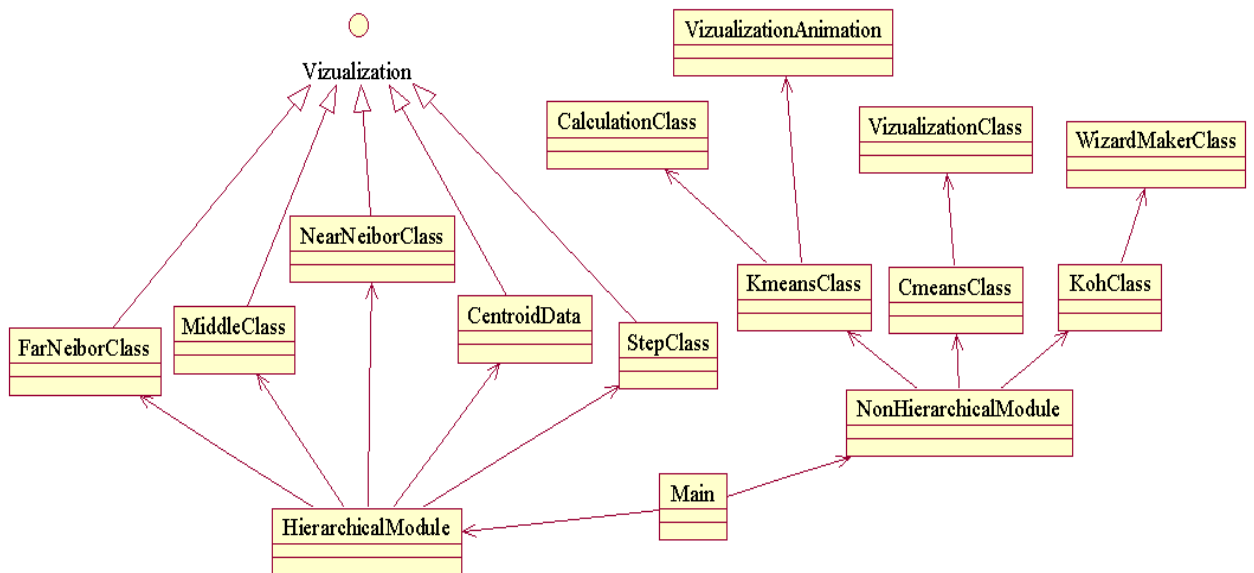 VizualizationAnimation
Vizualization
CalculationClass
VizualizationClass
WizardMakerClass
NearNeiborClass
KmeansClass
CmeansClass
KohClass
FarNeiborClass
MiddleClass
CentroidData
StepClass
NonHierarchicalModule
Main
HierarchicalModule